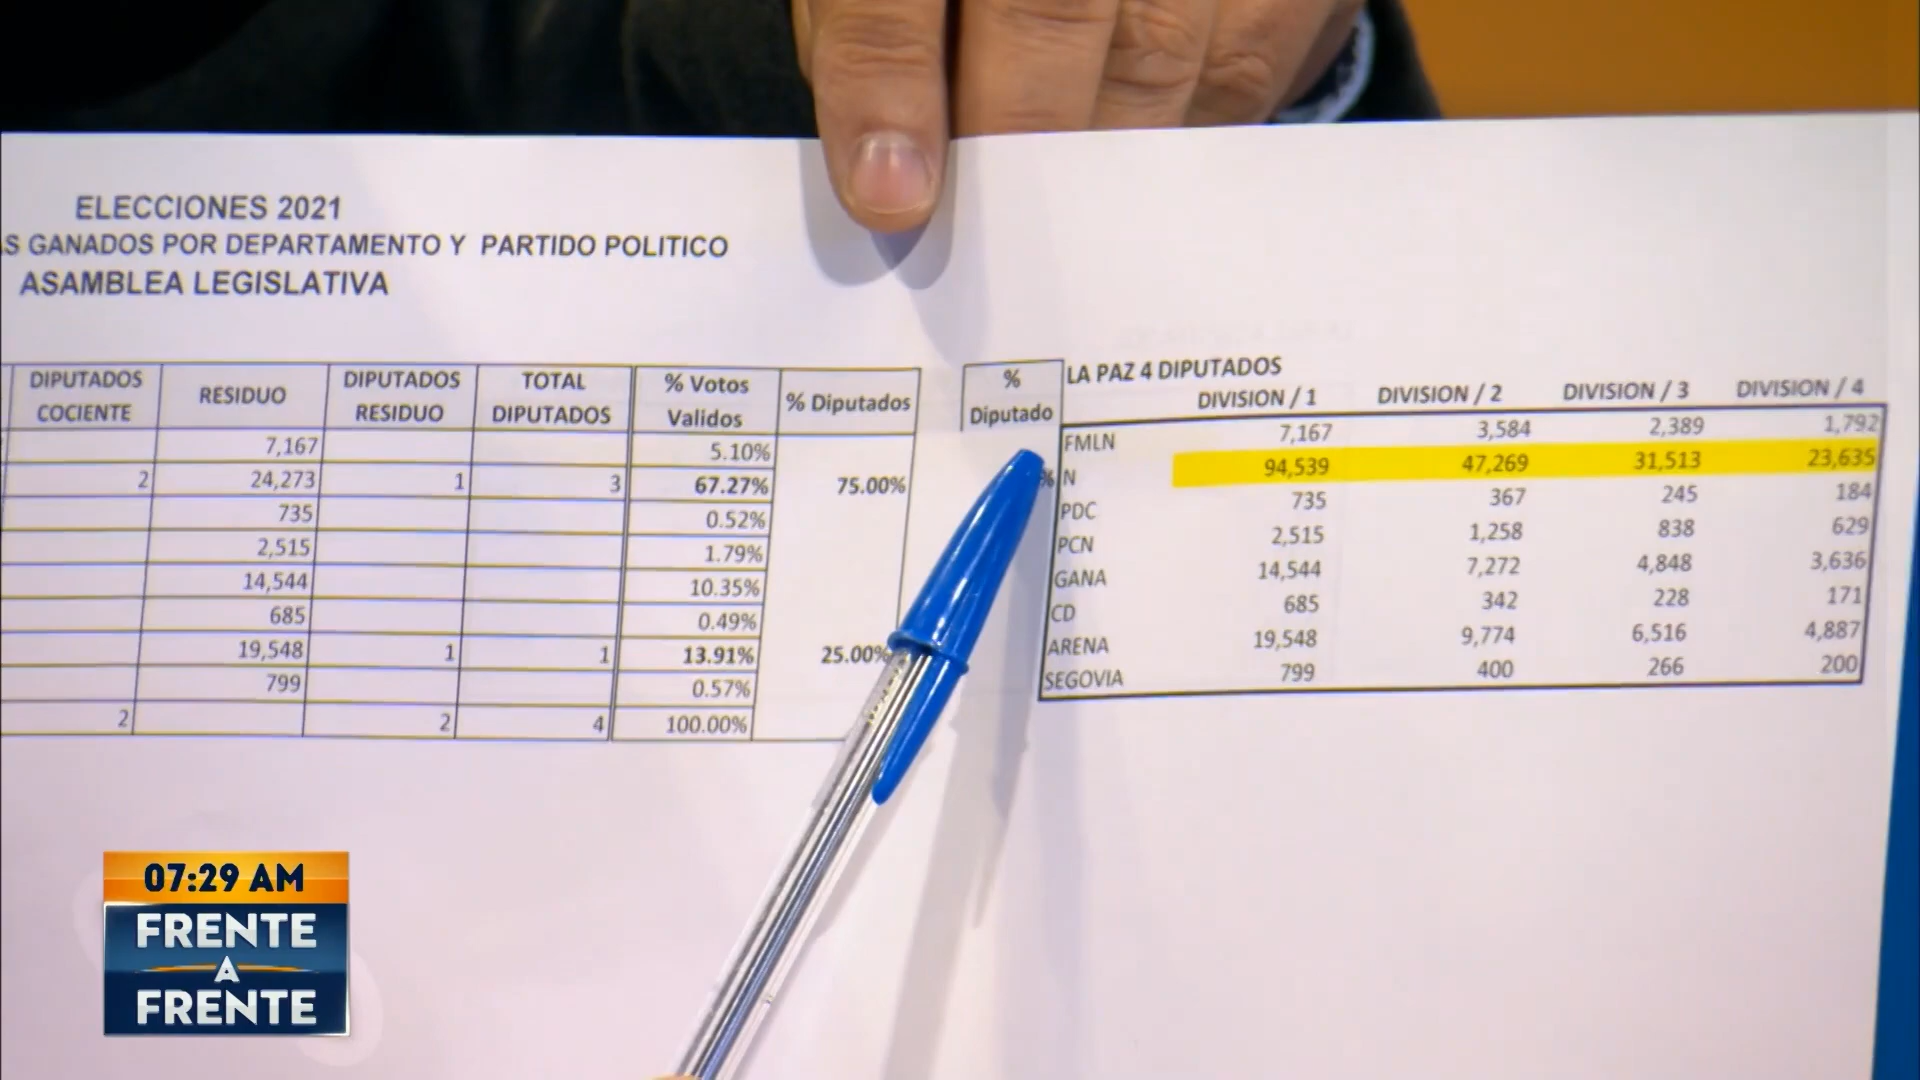 ELECCIONES 2021
GANADOS POR DEPARTAMENTO Y PARTIDO POLITICO
ASAMBLEA LEGISLATIVA
DIPUTADOS COCIENTE RESIDUO DIPUTADOS RESIDUO TOTAL DIPUTADOS % Votos Validos % Diputados
7,167 5.10%
2 24,273 1 3 67.27% 75.00%
735 0.52%
2,515 1.79%
14,544 10.35%
685 0.49%
19,548 1 1 13.91% 25.00%
799 0.57%
2 2 4 100.00%
% Diputado
%
LA PAZ 4 DIPUTADOS
DIVISION / 1 DIVISION / 2 DIVISION / 3 DIVISION / 4
FMLN 7,167 3,584 2,389 1,792
N 94,539 47,269 31,513 23,635
PDC 735 367 245 184
PCN 2,515 1,258 838 629
GANA 14,544 7,272 4,848 3,636
CD 685 342 228 171
ARENA 19,548 9,774 6,516 4,887
SEGOVIA 799 400 266 200
07:29 AM
FRENTE
A
FRENTE